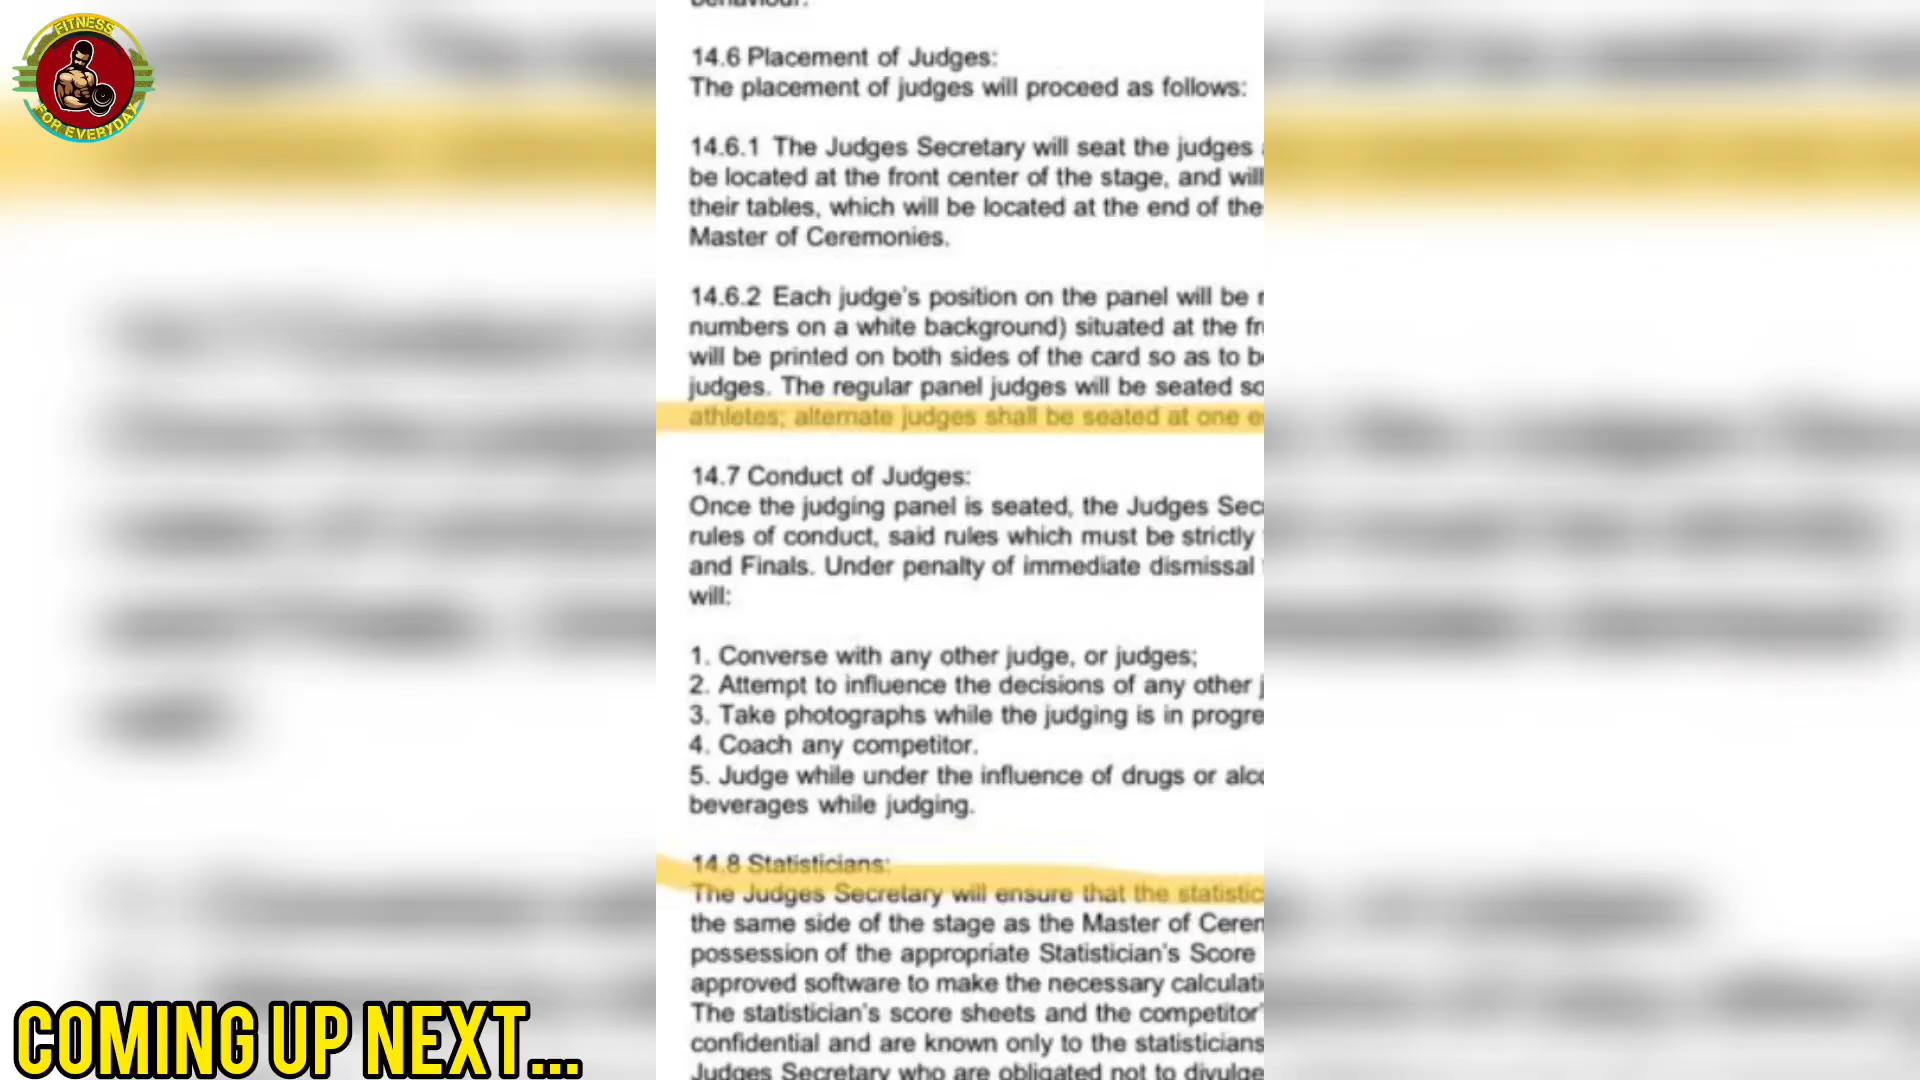 FITNESS
FOR EVERYDAY
behaviour.
14.6 Placement of Judges:
The placement of judges will proceed as follows:
14.6.1 The Judges Secretary will seat the judges
be located at the front center of the stage, and will
their tables, which will be located at the end of the
Master of Ceremonies.
14.6.2 Each judge's position on the panel will be
numbers on a white background) situated at the
will be printed on both sides of the card so as to
judges. The regular panel judges will be seated
athletes; alternate judges shall be seated at one
14.7 Conduct of Judges:
Once the judging panel is seated, the Judges
rules of conduct, said rules which must be strictly
and Finals. Under penalty of immediate dismissal
will:
1. Converse with any other judge, or judges;
2. Attempt to influence the decisions of any other
3. Take photographs while the judging is in
4. Coach any competitor.
5. Judge while under the influence of drugs or
beverages while judging.
14.8 Statisticians:
The Judges Secretary will ensure that the
the same side of the stage as the Master of
possession of the appropriate Statistician's Score
approved software to make the necessary
The statistician's score sheets and the
confidential and are known only to the statisticians
Judges Secretary who are obligated not to divulge
COMING UP NEXT...